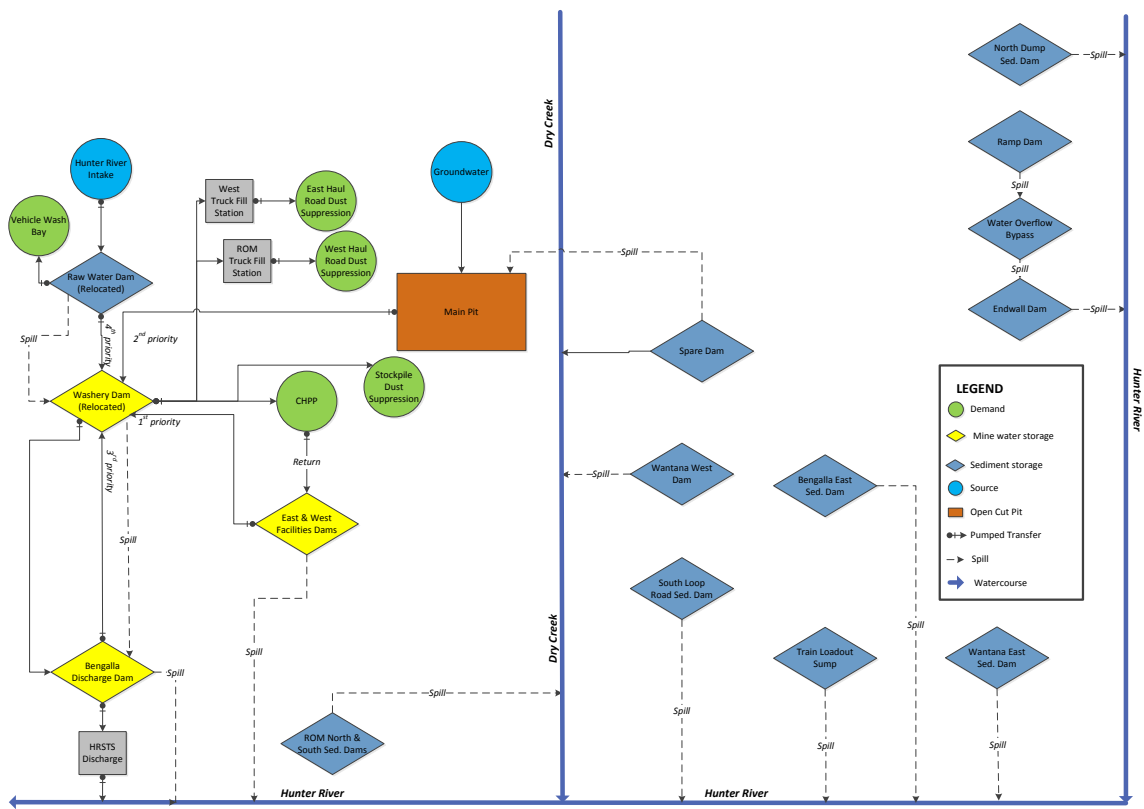 North Dump
Sed. Dam
Spill
Ramp Dam
Spill
Water Overflow
Bypass
Spill
Endwall Dam
Spill
Hunter River
Dry Creek
Hunter River
Intake
Vehicle Wash
Bay
Raw Water Dam
(Relocated)
West
Truck Fill
Station
East Haul
Road Dust
Suppression
ROM
Truck Fill
Station
West Haul
Road Dust
Suppression
Groundwater
Main Pit
Spill
Spare Dam
Spill
4th priority
2nd priority
Washery Dam
(Relocated)
Stockpile
Dust
Suppression
CHPP
1st priority
3rd priority
Return
East & West
Facilities Dams
Spill
Spill
Bengalla
Discharge Dam
Spill
HRSTS
Discharge
Wantana West
Dam
Spill
Bengalla East
Sed. Dam
Spill
South Loop
Road Sed. Dam
Spill
Train Loadout
Sump
Spill
Wantana East
Sed. Dam
Spill
Dry Creek
ROM North &
South Sed. Dams
Spill
Hunter River
Hunter River
LEGEND
Demand
Mine water storage
Sediment storage
Source
Open Cut Pit
Pumped Transfer
Spill
Watercourse